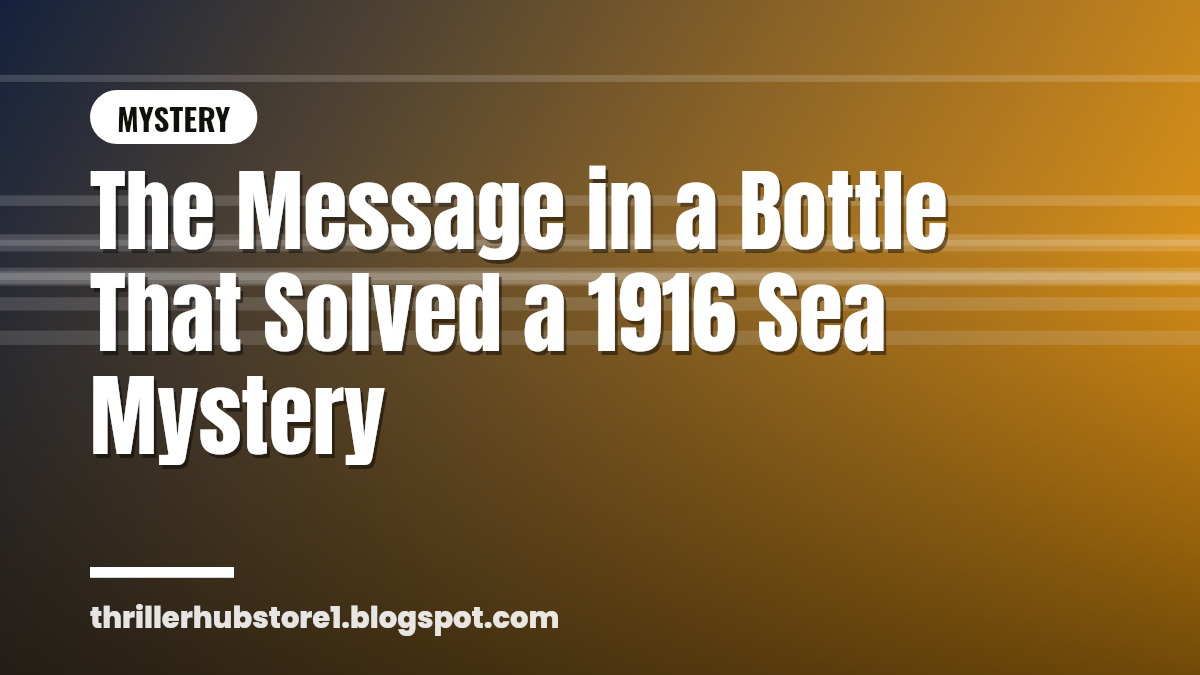 MYSTERY
The Message in a Bottle
That Solved a 1916 Sea
Mystery
thrillerhubstore1.blogspot.com